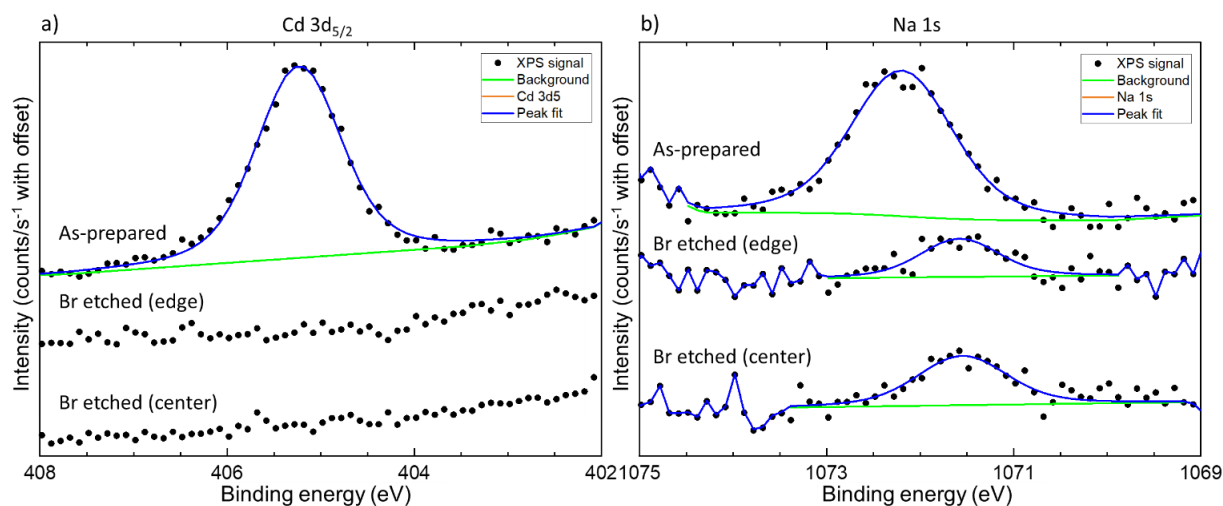 a)
Cd 3d5/2
Intensity (counts/s-1 with offset)
XPS signal
Background
Cd 3d5
Peak fit
As-prepared
Br etched (edge)
Br etched (center)
408
406
404
402
Binding energy (eV)
b)
Na 1s
Intensity (counts/s-1 with offset)
XPS signal
Background
Na 1s
Peak fit
As-prepared
Br etched (edge)
Br etched (center)
1075
1073
1071
1069
Binding energy (eV)